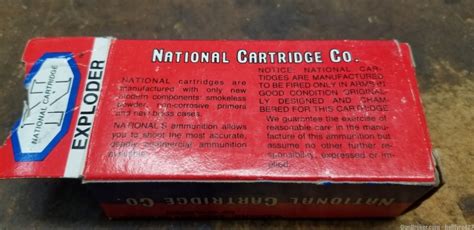 NATIONAL CARTRIDGE CO.
NATIONAL cartridges are
manufactured with only new
modern components: smokeless
powder, non-corrosive primers
and new brass cases.
NATIONAL'S ammunition allows
you to shoot the most accurate,
quality commercial ammunition
available.
NOTICE: NATIONAL CAR-
TRIDGES ARE MANUFACTURED
TO BE FIRED ONLY IN ARMS IN
GOOD CONDITION ORIGINAL-
LY DESIGNED AND CHAM-
BERED FOR THIS CARTRIDGE
We guarantee the exercise of
reasonable care in the manu-
facture of this ammunition but
assume no other further re-
sponsibility, expressed or im-
EXPLODER
N
NATIONAL CARTRIDGE
NATIONAL CARTRIDGE
CO.